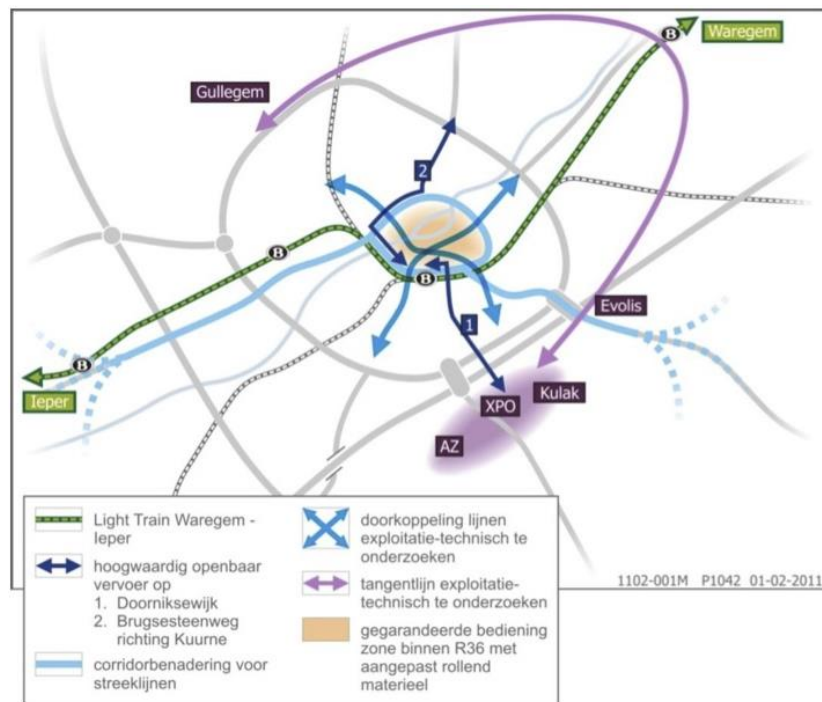 B
Waregem
Gullegem
2
B
B
Evolis
1
B
Kulak
XPO
Ieper
AZ
Light Train Waregem -
Ieper
hoogwaardig openbaar
vervoer op
1. Doorniksewijk
2. Brugsesteenweg
richting Kuurne
corridorbenadering voor
streeklijnen
doorkoppeling lijnen
exploitatie-technisch te
onderzoeken
tangentlijn exploitatie-
technisch te onderzoeken
gegarandeerde bediening
zone binnen R36 met
aangepast rollend
materieel
1102-001M P1042 01-02-2011